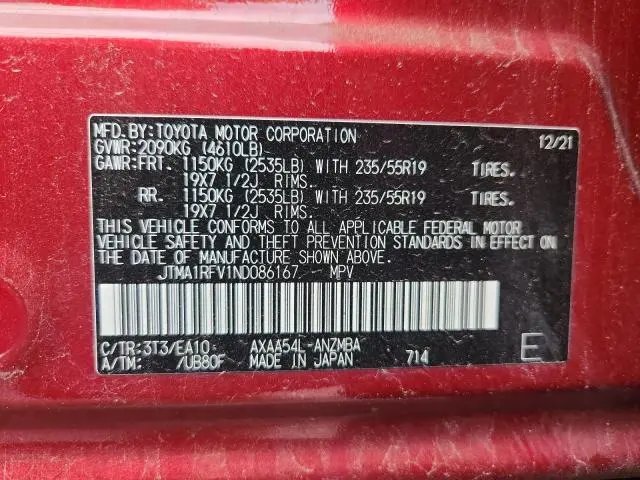 MFD.BY:TOYOTA MOTOR CORPORATION 12/21
GVWR:2090KG (4610LB)
GAWR:FRT. 1150KG (2535LB) WITH 235/55R19 TIRES.
19X7 1/2J RIMS.
RR. 1150KG (2535LB) WITH 235/55R19 TIRES.
19X7 1/2J RIMS.
THIS VEHICLE CONFORMS TO ALL APPLICABLE FEDERAL MOTOR
VEHICLE SAFETY AND THEFT PREVENTION STANDARDS IN EFFECT ON
THE DATE OF MANUFACTURE SHOWN ABOVE.
JTMA1RFV1ND086167 MPV
C/TR:3T3/EA10 AXAA54L-ANZMBA
A/TM: /UB80F MADE IN JAPAN 714 E